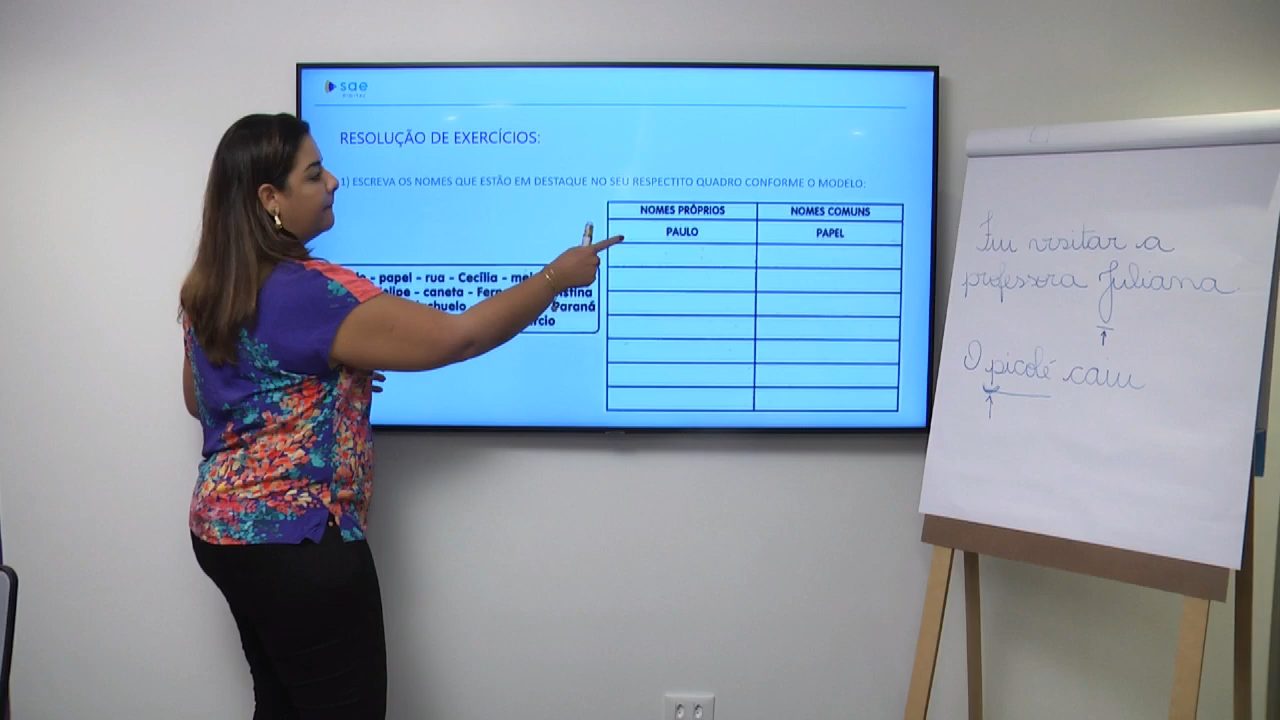 sae
DIGITAL
RESOLUÇÃO DE EXERCÍCIOS:
1) ESCREVA OS NOMES QUE ESTÃO EM DESTAQUE NO SEU RESPECTITO QUADRO CONFORME O MODELO:
NOMES PRÓPRIOS NOMES COMUNS
PAULO PAPEL
- papel - rua - Cecília -
- caneta -
Paraná
Fui visitar a
professora Juliana.
O picolé caiu